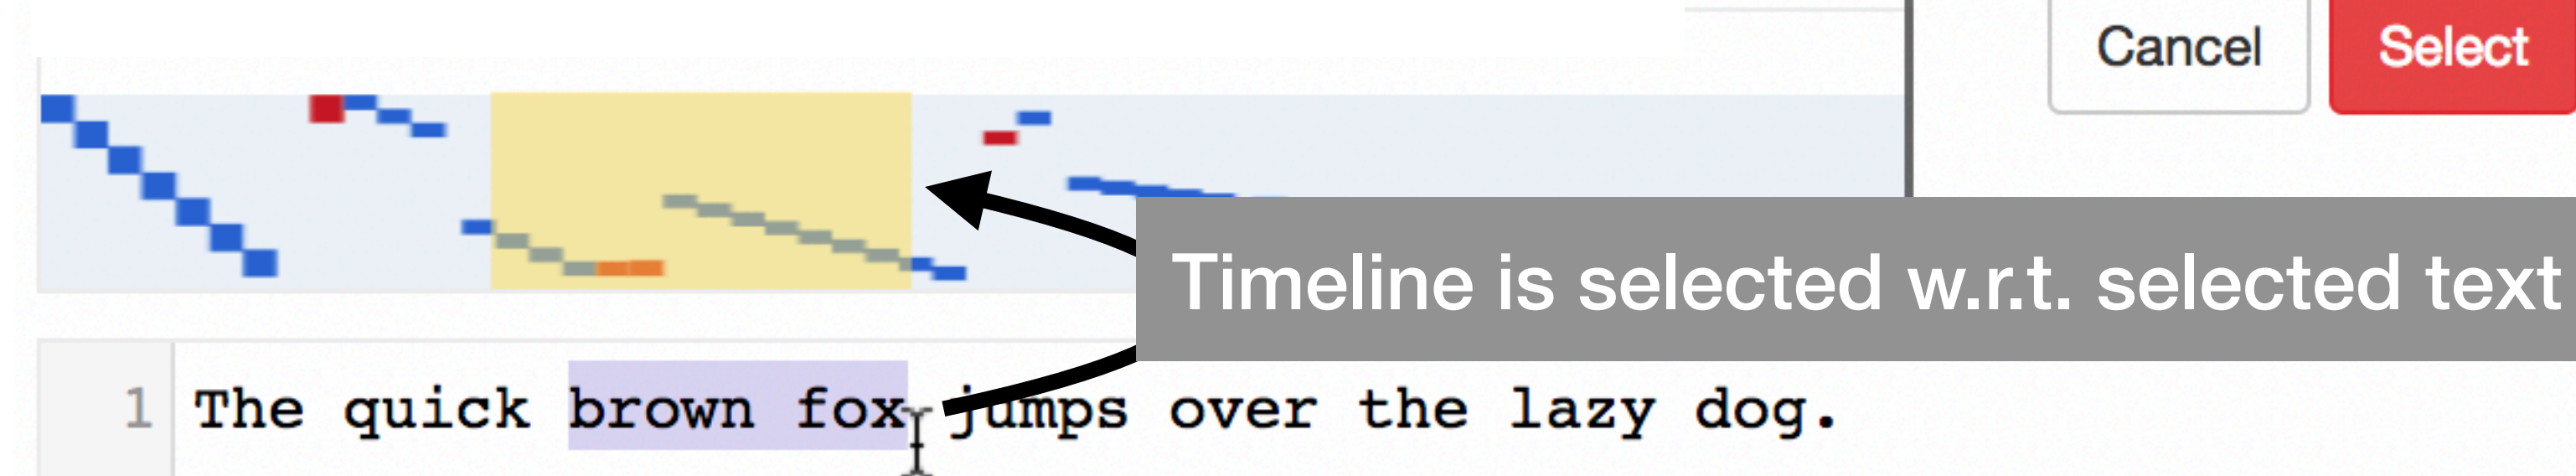 Cancel Select
Timeline is selected w.r.t. selected text
1 The quick brown fox jumps over the lazy dog.